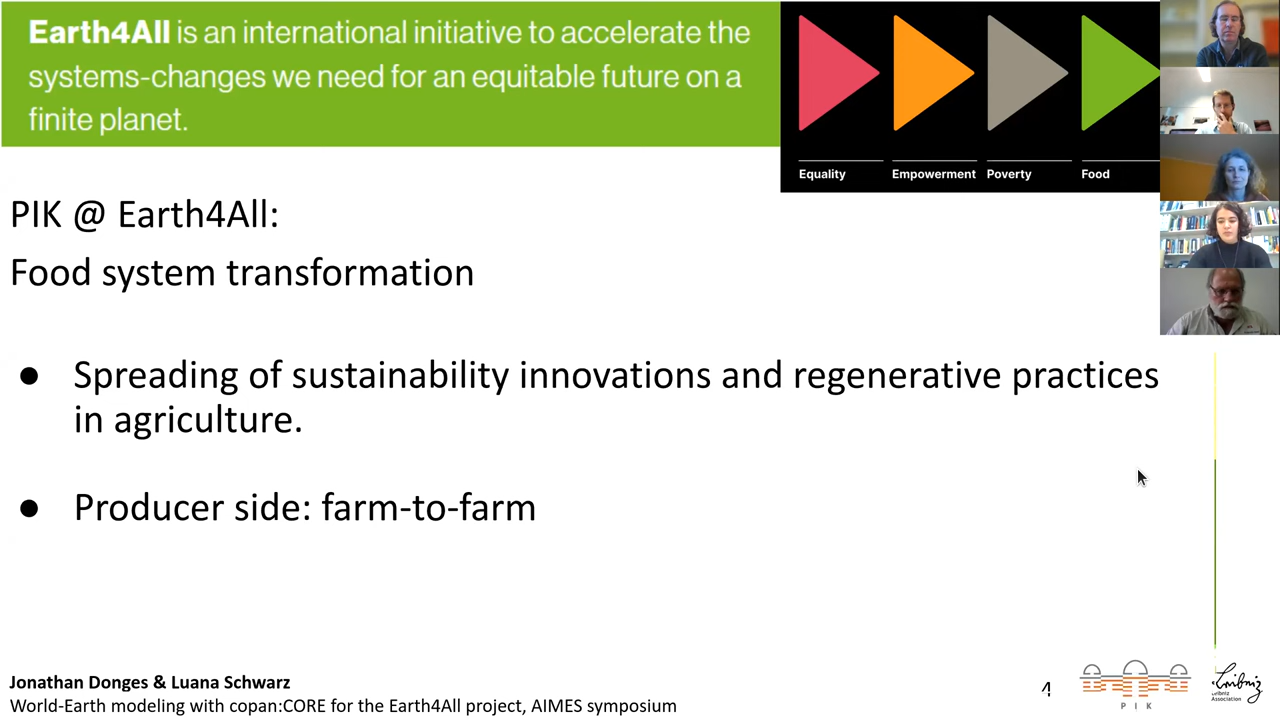 Earth4All is an international initiative to accelerate the
systems-changes we need for an equitable future on a
finite planet.
Equality
Empowerment
Poverty
Food
PIK @ Earth4All:
Food system transformation
● Spreading of sustainability innovations and regenerative practices
in agriculture.
● Producer side: farm-to-farm
Jonathan Donges & Luana Schwarz
World-Earth modeling with copan:CORE for the Earth4All project, AIMES symposium
4
PIK
Leibniz
Leibniz
Association